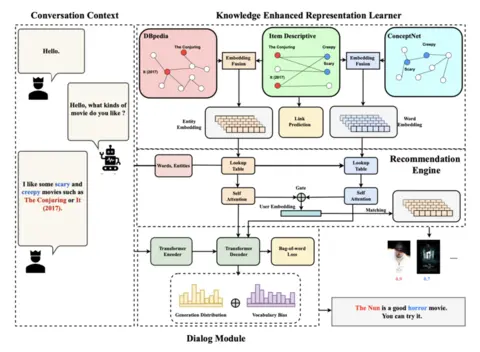 Conversation Context
Knowledge Enhanced Representation Learner
DBpedia
The Conjuring
It (2017)
Embedding
Fusion
Item Descriptive
The Conjuring
Creepy
Scary
It (2017)
Embedding
Fusion
ConceptNet
Creepy
Scary
Hello.
Hello, what kinds of
movie do you like ?
I like some scary and
creepy movies such as
The Conjuring or It
(2017).
Entity
Embedding
Link
Prediction
Word
Embedding
Words, Entities
Lookup
Table
Lookup
Table
Recommendation
Engine
Self
Attention
Gate
Self
Attention
User Embedding
Matching
Transformer
Encoder
Transformer
Decoder
Bag-of-word
Loss
Generation Distribution
Vocabulary Bias
The Nun is a good horror movie.
You can try it.
Dialog Module